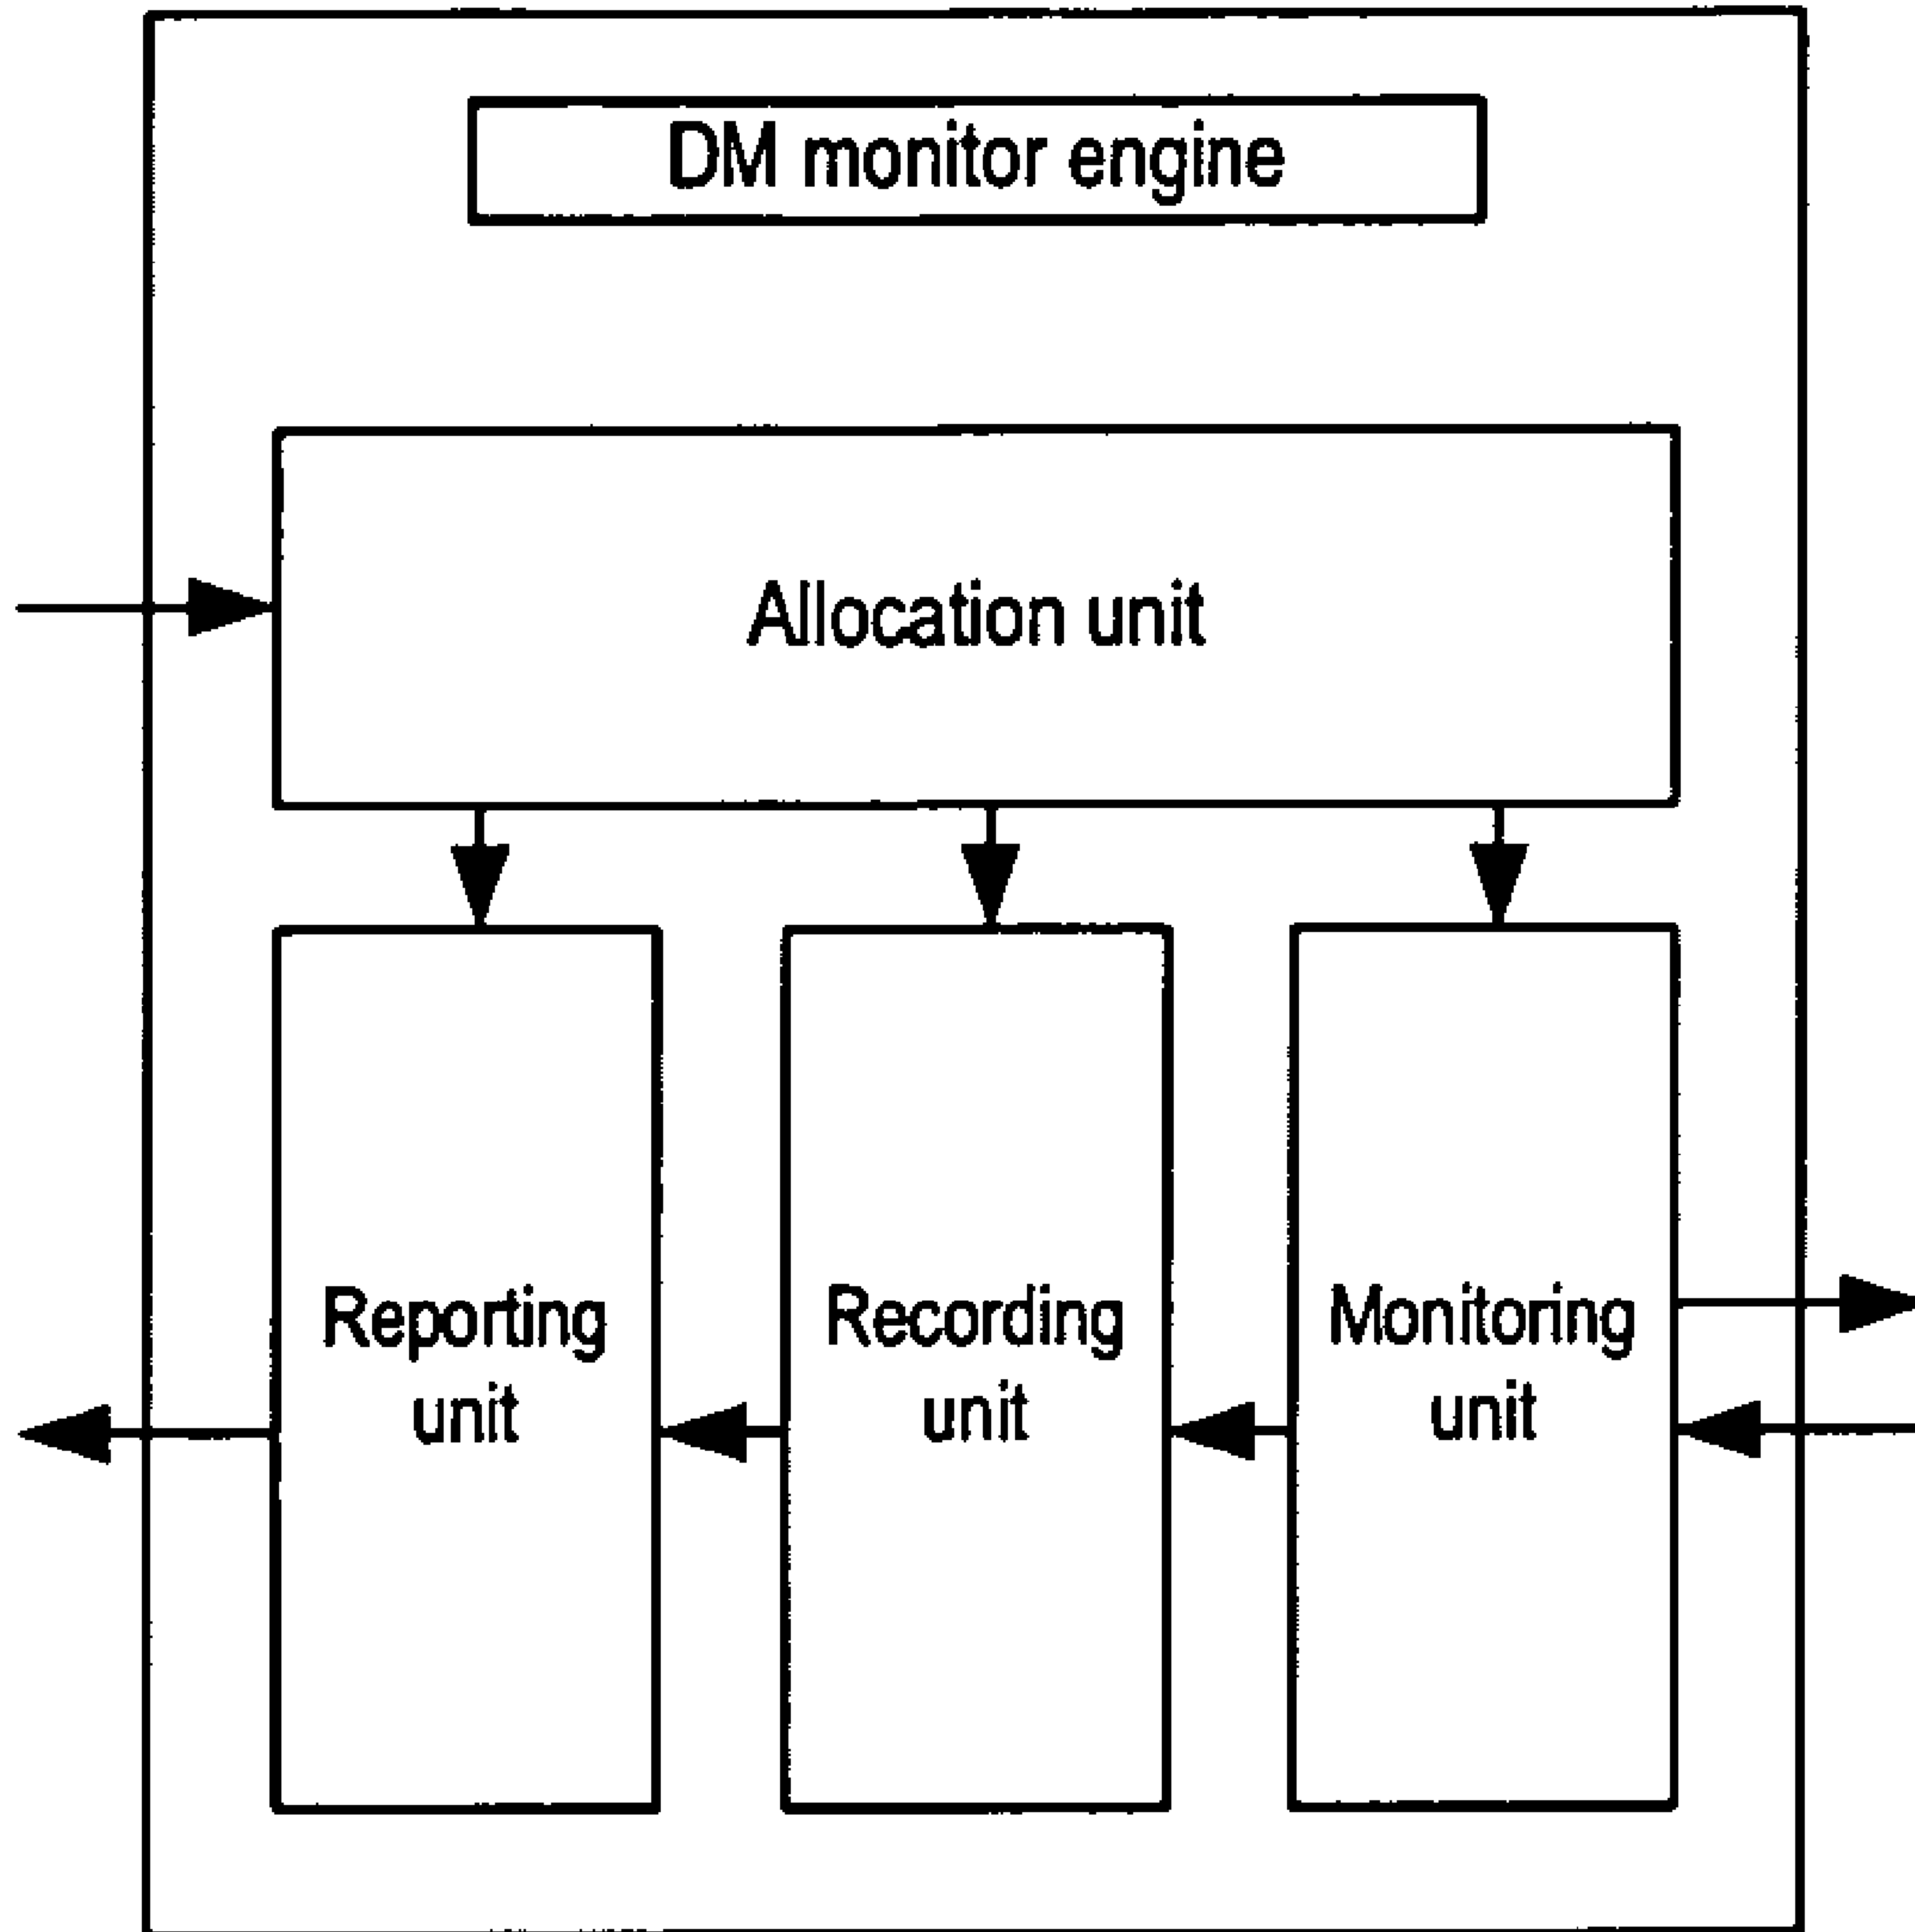 DM monitor engine
Allocation unit
Reporting
unit
Recording
unit
Monitoring
unit